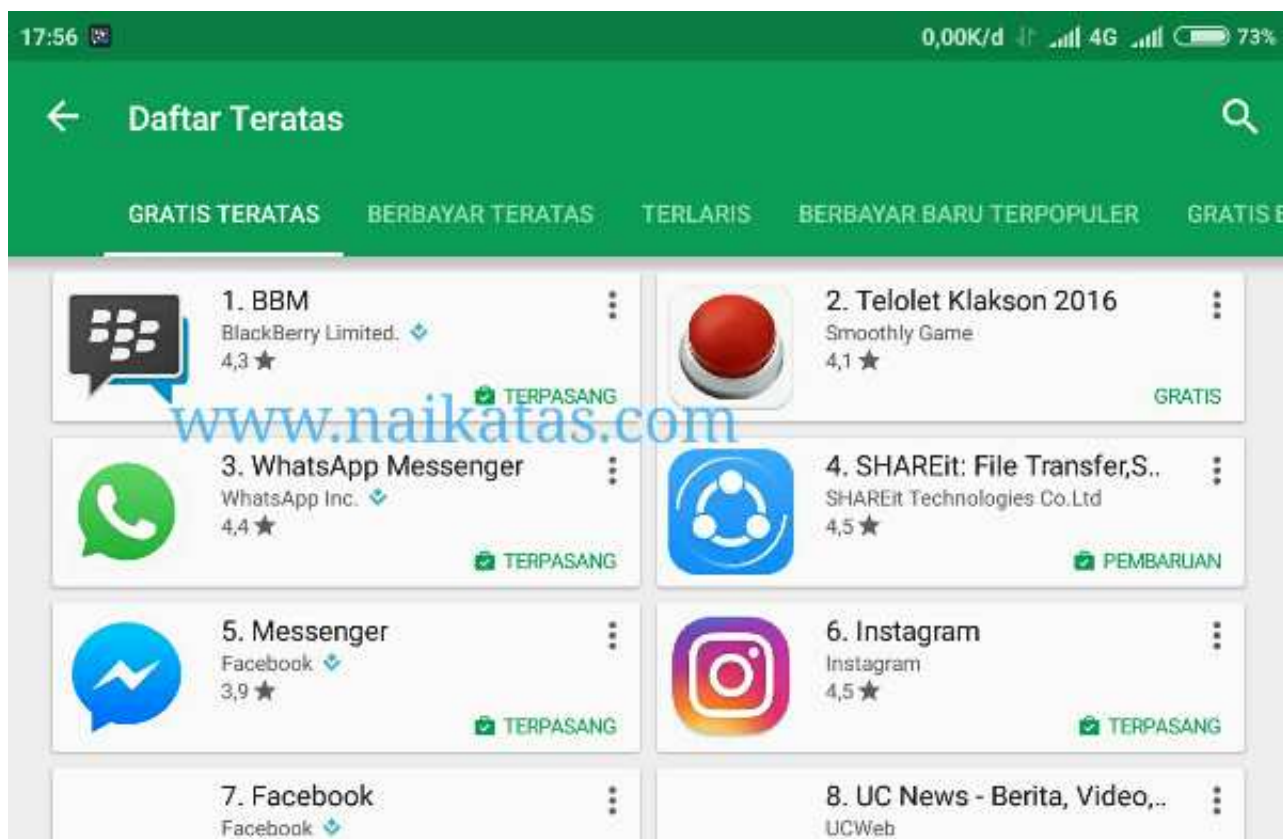 17:56 0,00K/d 4G 73%
Daftar Teratas
GRATIS TERATAS BERBAYAR TERATAS TERLARIS BERBAYAR BARU TERPOPULER GRATIS
1. BBM
BlackBerry Limited.
4,3
TERPASANG
2. Telolet Klakson 2016
Smoothly Game
4,1
GRATIS
www.naikatas.com
3. WhatsApp Messenger
WhatsApp Inc.
4,4
TERPASANG
4. SHAREit: File Transfer,S..
SHAREit Technologies Co.Ltd
4,5
PEMBARUAN
5. Messenger
Facebook
3,9
TERPASANG
6. Instagram
Instagram
4,5
TERPASANG
7. Facebook
Facebook
8. UC News - Berita, Video,..
UCWeb